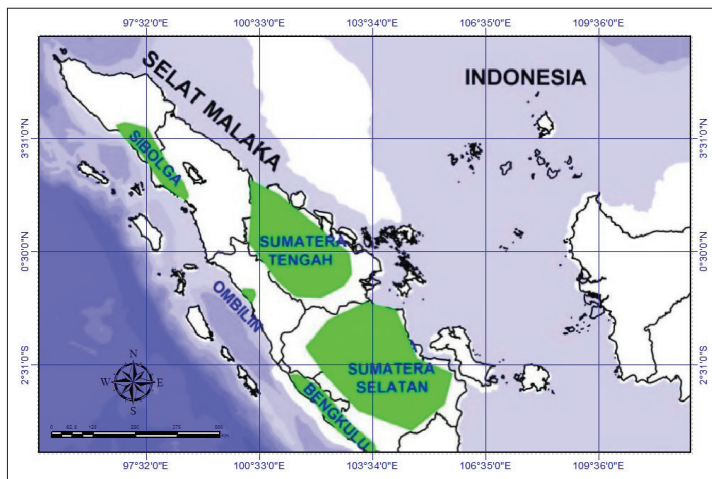 97°32'0"E 100°33'0"E 103°34'0"E 106°35'0"E 109°36'0"E
SELAT MALAKA
INDONESIA
3°31'0"N
3°31'0"N
SIBOLGA
SUMATERA
TENGAH
0°30'0"N
0°30'0"N
OMBILIN
SUMATERA
SELATAN
2°31'0"S
2°31'0"S
BENGKULU
N
W E
S
97°32'0"E 100°33'0"E 103°34'0"E 106°35'0"E 109°36'0"E